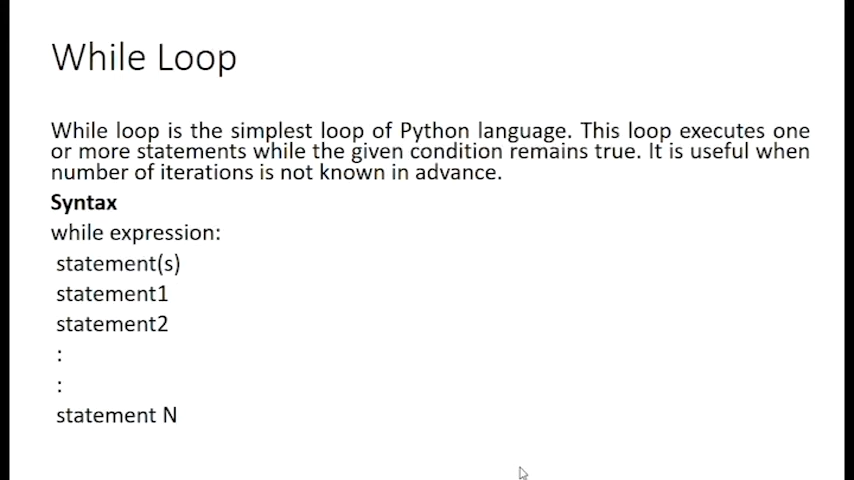 While Loop
While loop is the simplest loop of Python language. This loop executes one
or more statements while the given condition remains true. It is useful when
number of iterations is not known in advance.
Syntax
while expression:
statement(s)
statement1
statement2
:
:
statement N